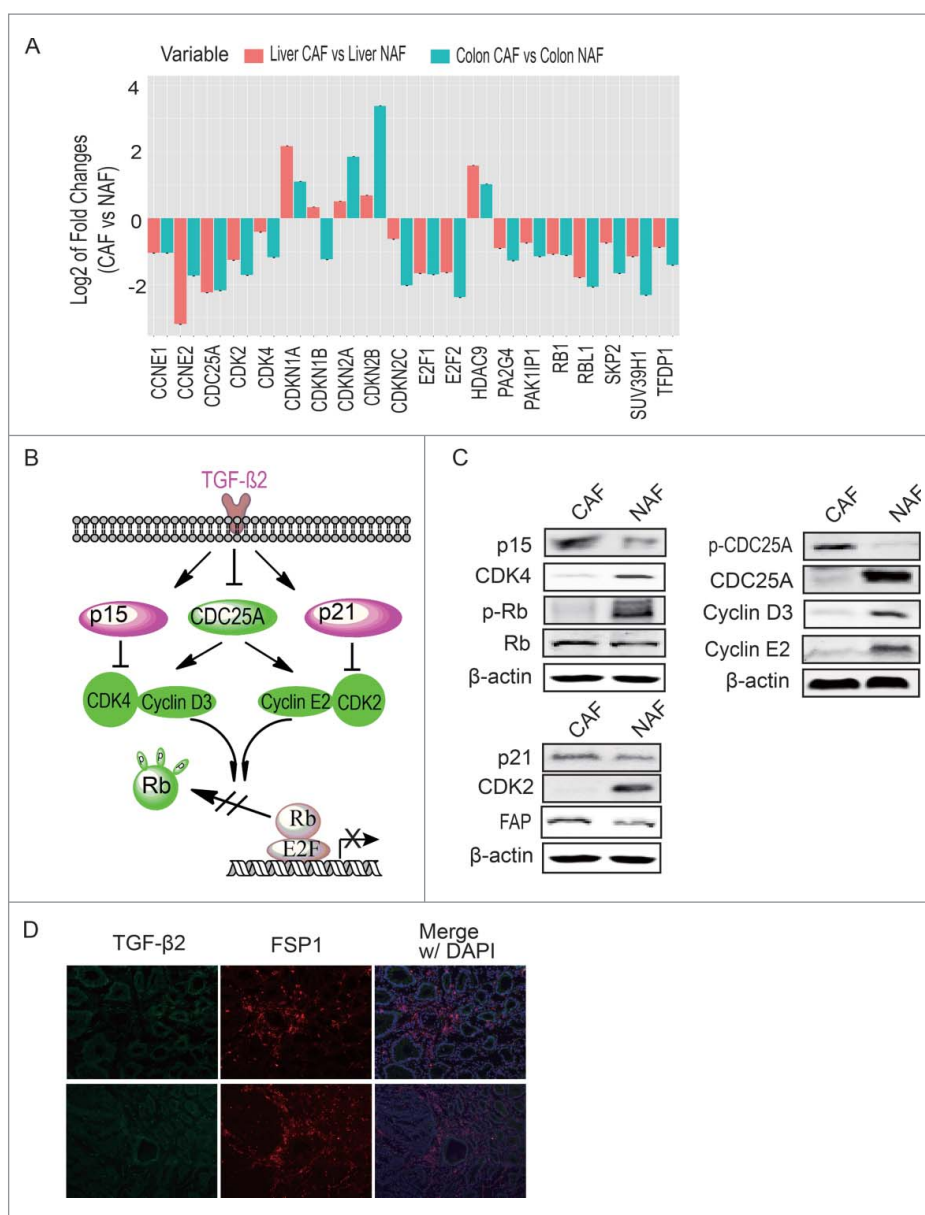 A
Variable Liver CAF vs Liver NAF Colon CAF vs Colon NAF
Log2 of Fold Changes
(CAF vs NAF)
4
2
0
-2
CCNE1
CCNE2
CDC25A
CDK2
CDK4
CDKN1A
CDKN1B
CDKN2A
CDKN2B
CDKN2C
E2F1
E2F2
HDAC9
PA2G4
PAK1IP1
RB1
RBL1
SKP2
SUV39H1
TFDP1
B
TGF-ß2
p15
CDC25A
p21
CDK4
Cyclin D3
Cyclin E2
CDK2
P P P
Rb
Rb
E2F
X
C
CAF NAF
p15
CDK4
p-Rb
Rb
β-actin
CAF NAF
p-CDC25A
CDC25A
Cyclin D3
Cyclin E2
β-actin
CAF NAF
p21
CDK2
FAP
β-actin
D
TGF-β2
FSP1
Merge
w/ DAPI